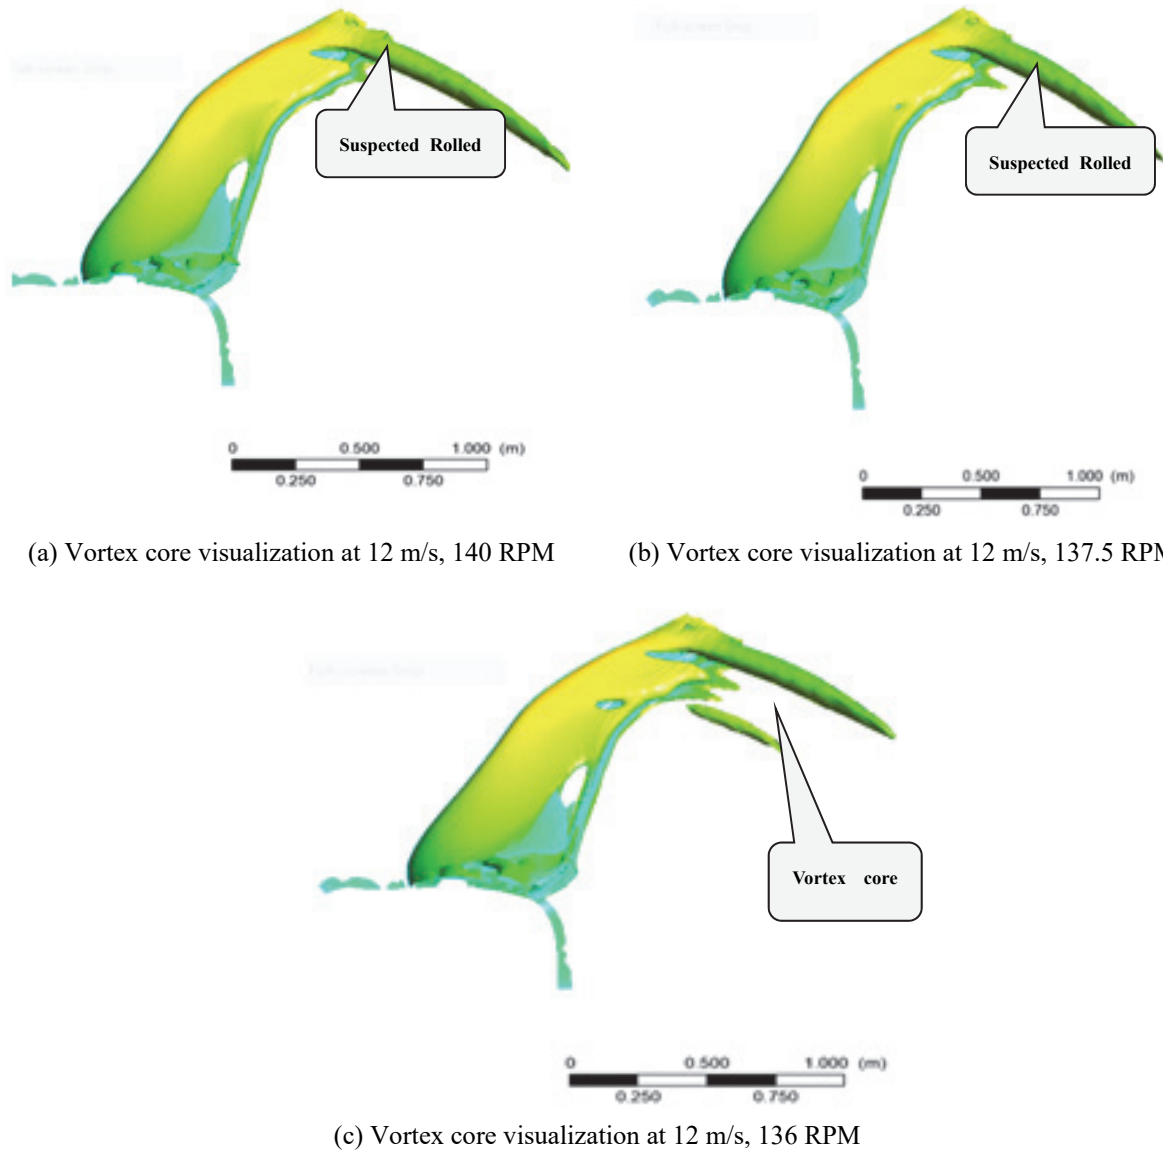 Suspected Rolled
Suspected Rolled
0 0.500 1.000 (m)
0.250 0.750
0 0.500 1.000 (m)
0.250 0.750
(a) Vortex core visualization at 12 m/s, 140 RPM
(b) Vortex core visualization at 12 m/s, 137.5 RPM
Vortex core
0 0.500 1.000 (m)
0.250 0.750
(c) Vortex core visualization at 12 m/s, 136 RPM